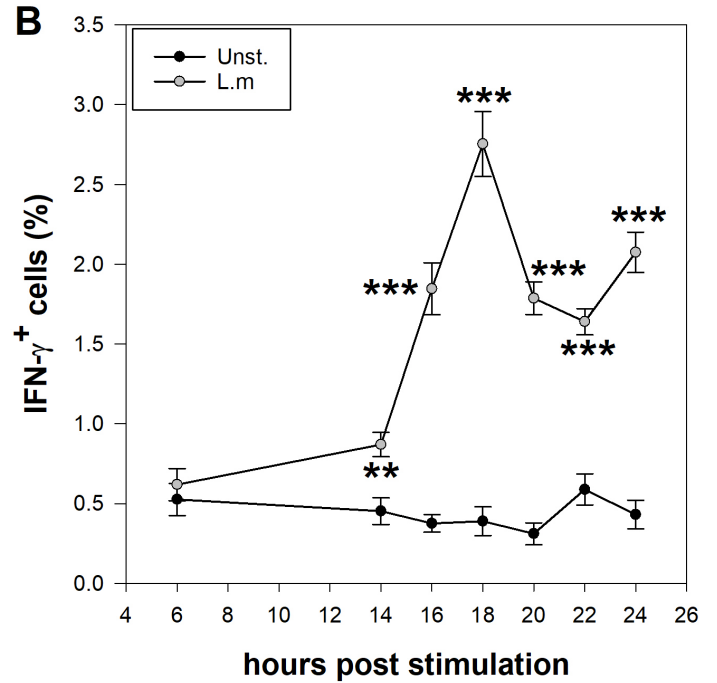 B
Unst.
L.m
IFN-γ+ cells (%)
3.5
3.0
2.5
2.0
1.5
1.0
0.5
0.0
***
***
***
***
***
**
4 6 8 10 12 14 16 18 20 22 24 26
hours post stimulation